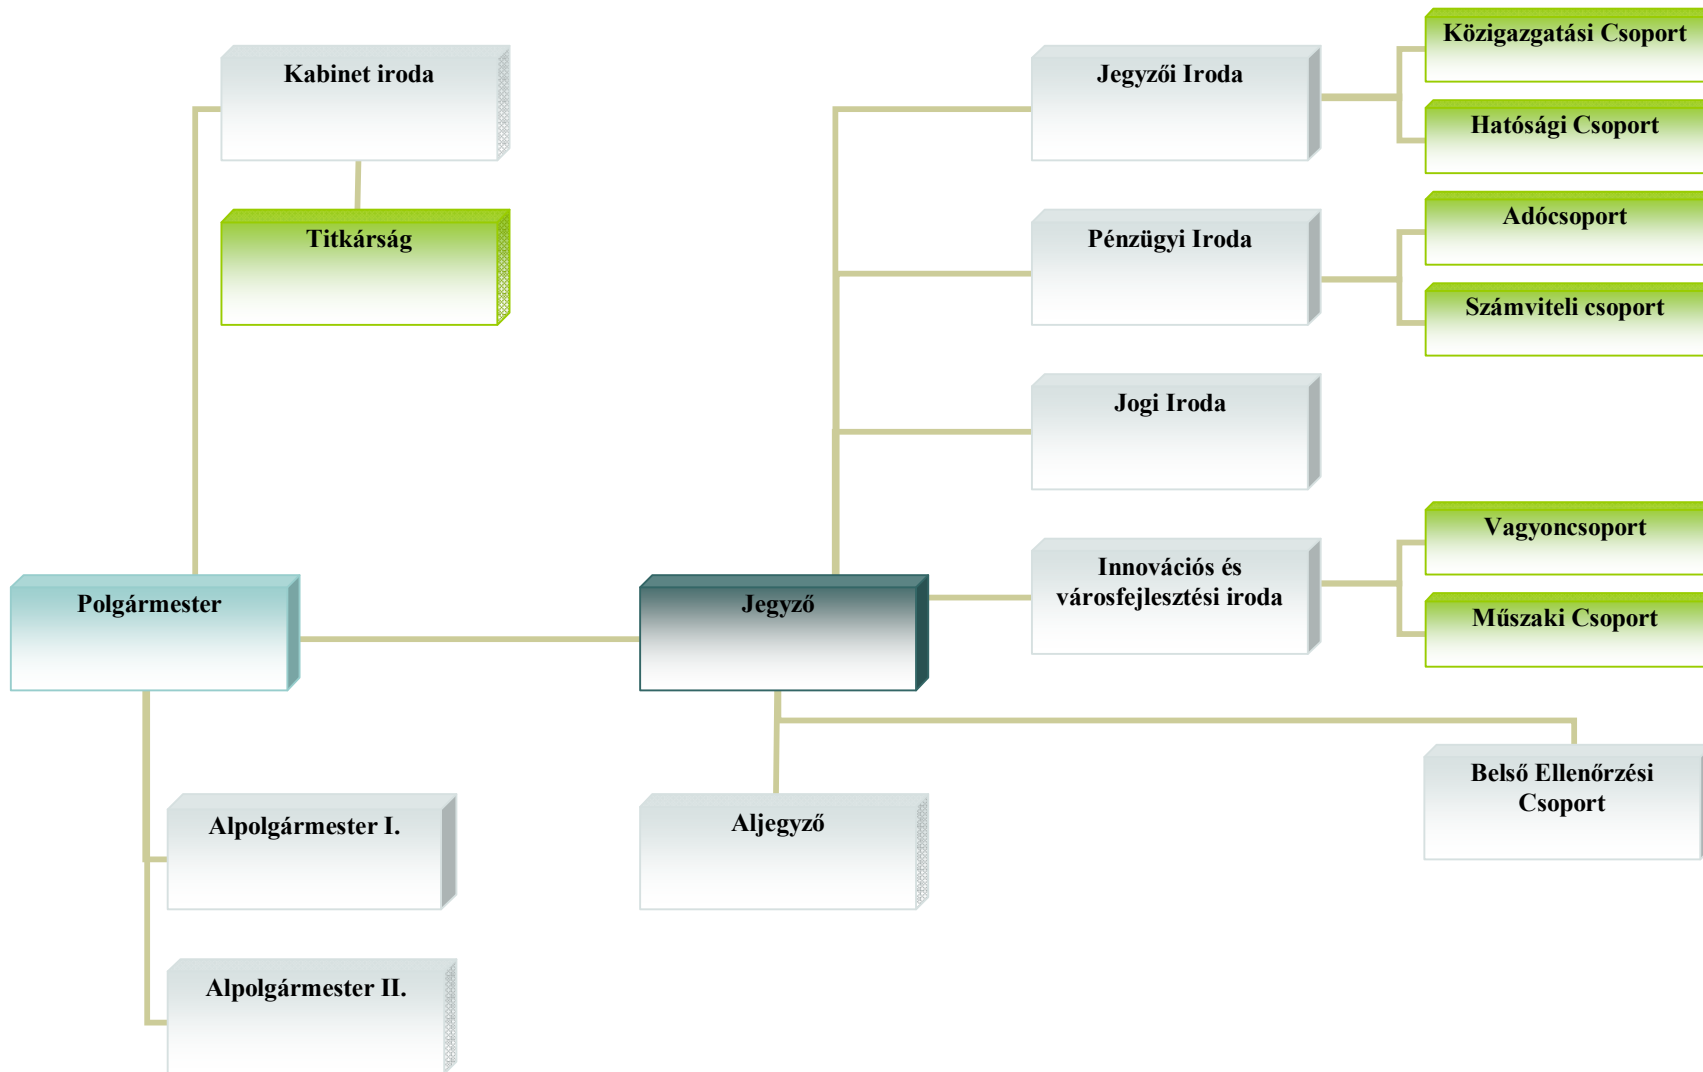 Közigazgatási Csoport
Kabinet iroda
Jegyzői Iroda
Hatósági Csoport
Titkárság
Pénzügyi Iroda
Adócsoport
Számviteli csoport
Jogi Iroda
Vagyoncsoport
Polgármester
Jegyző
Innovációs és
városfejlesztési iroda
Műszaki Csoport
Alpolgármester I.
Aljegyző
Belső Ellenőrzési
Csoport
Alpolgármester II.